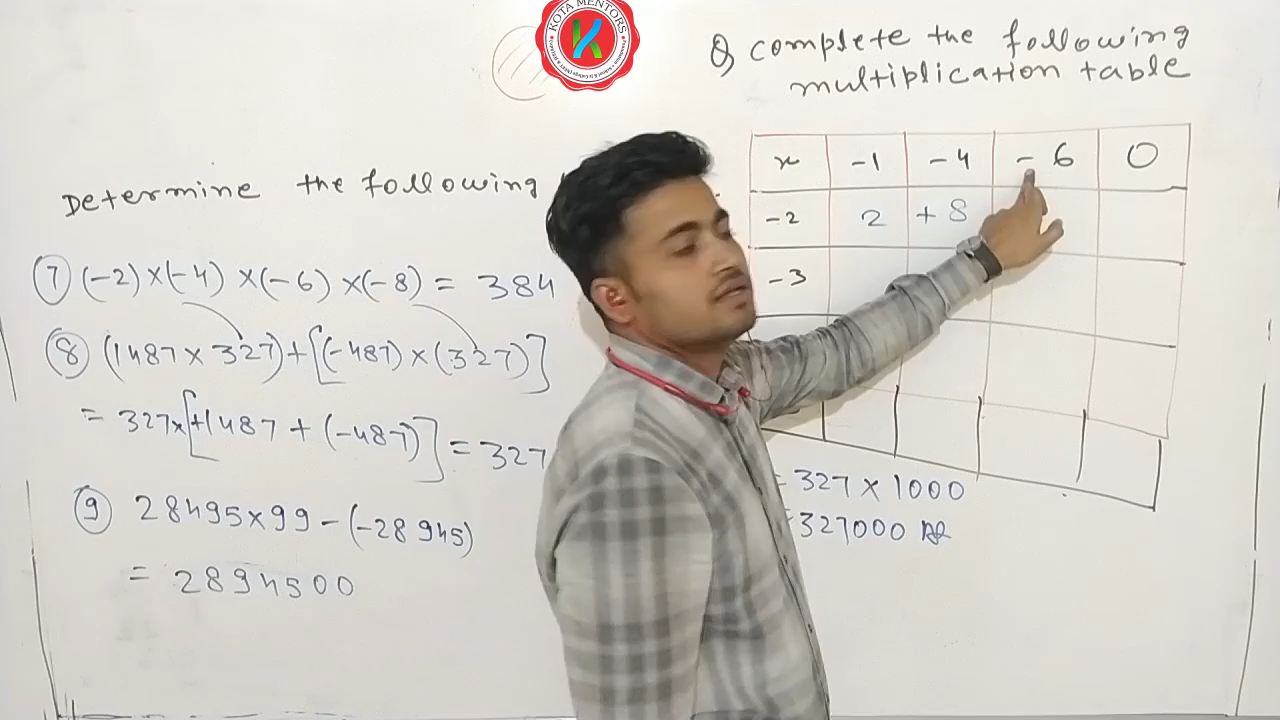 KOTA MENTORS
Q complete the following
multiplication table
Determine the following
7 (-2)×(-4)×(-6)×(-8) = 384
8 (1487×327)+[(-487)×(327)]
= 327×[+1487+(-487)] = 327
= 327×1000
= 327000
9 28495×99-(-28945)
= 2894500
× -1 -4 -6 0
-2 2 +8
-3